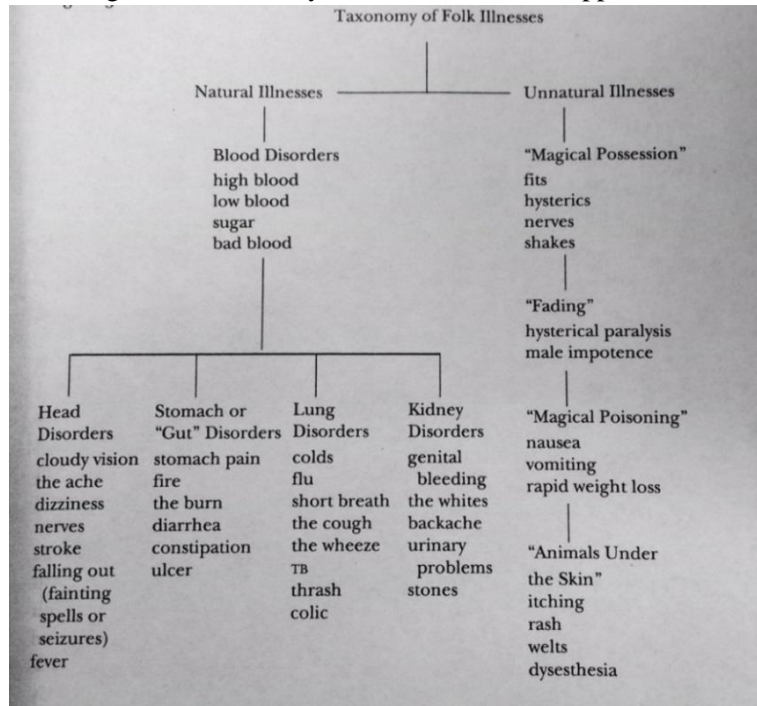 Taxonomy of Folk Illnesses
Natural Illnesses
Unnatural Illnesses
Blood Disorders
high blood
low blood
sugar
bad blood
"Magical Possession"
fits
hysterics
nerves
shakes
"Fading"
hysterical paralysis
male impotence
Head
Disorders
cloudy vision
the ache
dizziness
nerves
stroke
falling out
(fainting
spells or
seizures)
fever
Stomach or
"Gut" Disorders
stomach pain
fire
the burn
diarrhea
constipation
ulcer
Lung
Disorders
colds
flu
short breath
the cough
the wheeze
TB
thrash
colic
Kidney
Disorders
genital
bleeding
the whites
backache
urinary
problems
stones
"Magical Poisoning"
nausea
vomiting
rapid weight loss
"Animals Under
the Skin"
itching
rash
welts
dysesthesia